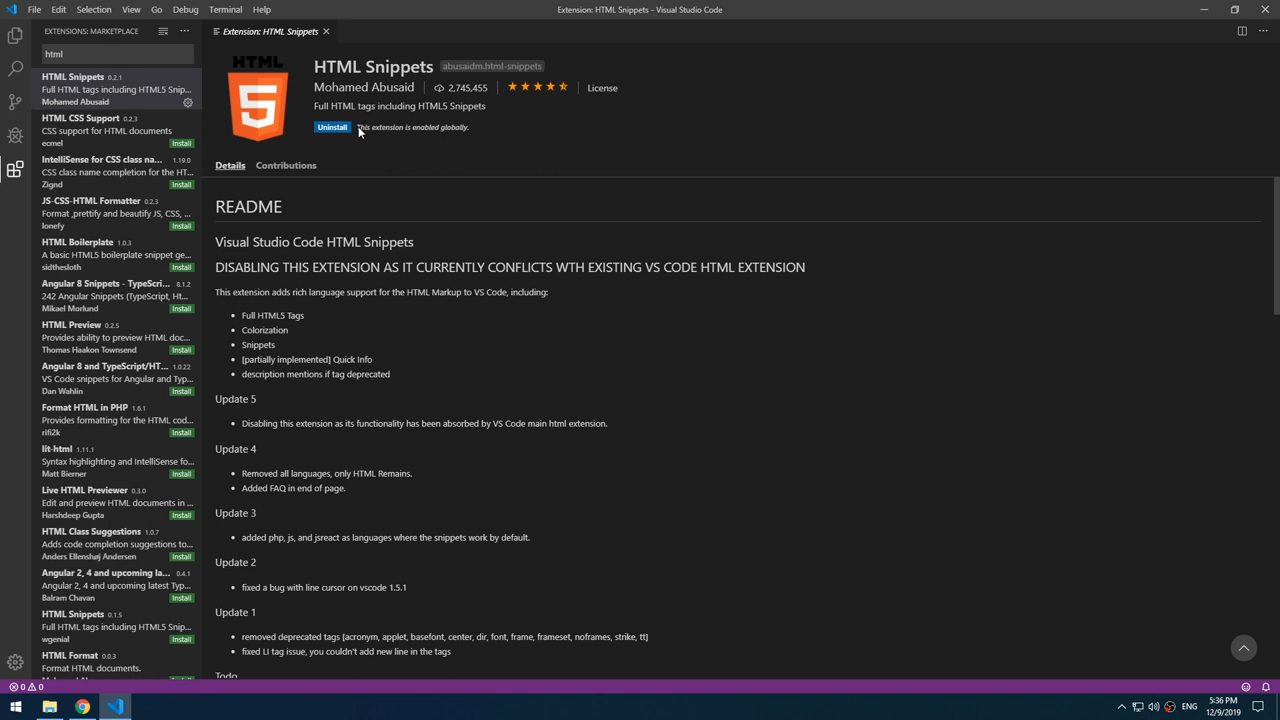 File Edit Selection View Go Debug Terminal Help
Extension: HTML Snippets - Visual Studio Code
EXTENSIONS: MARKETPLACE
html
HTML Snippets 0.2.1
Full HTML tags including HTML5 Snip...
Mohamed Abusaid
HTML CSS Support 0.2.3
CSS support for HTML documents
ecmel Install
IntelliSense for CSS class na... 1.19.0
CSS class name completion for the HT...
Zignd Install
JS-CSS-HTML Formatter 0.2.3
Format ,prettify and beautify JS, CSS, ...
lonefy Install
HTML Boilerplate 1.0.3
A basic HTML5 boilerplate snippet ge...
sidthesloth Install
Angular 8 Snippets - TypeScri... 8.1.2
242 Angular Snippets (TypeScript, Ht...
Mikael Morlund Install
HTML Preview 0.2.5
Provides ability to preview HTML doc...
Thomas Haakon Townsend Install
Angular 8 and TypeScript/HT... 1.0.22
VS Code snippets for Angular and Typ...
Dan Wahlin Install
Format HTML in PHP 1.6.1
Provides formatting for the HTML cod...
rifi2k Install
lit-html 1.11.1
Syntax highlighting and IntelliSense fo...
Matt Bierner Install
Live HTML Previewer 0.3.0
Edit and preview HTML documents in ...
Harshdeep Gupta Install
HTML Class Suggestions 1.0.7
Adds code completion suggestions to...
Anders Ellenshøj Andersen Install
Angular 2, 4 and upcoming la... 0.4.1
Angular 2, 4 and upcoming latest Typ...
Balram Chavan Install
HTML Snippets 0.1.5
Full HTML tags including HTML5 Snip...
wgenial Install
HTML Format 0.0.3
Format HTML documents.
Extension: HTML Snippets
HTML
5
HTML Snippets abusaidm.html-snippets
Mohamed Abusaid 2,745,455 License
Full HTML tags including HTML5 Snippets
Uninstall This extension is enabled globally.
Details Contributions
README
Visual Studio Code HTML Snippets
DISABLING THIS EXTENSION AS IT CURRENTLY CONFLICTS WTH EXISTING VS CODE HTML EXTENSION
This extension adds rich language support for the HTML Markup to VS Code, including:
Full HTML5 Tags
Colorization
Snippets
[partially implemented] Quick Info
description mentions if tag deprecated
Update 5
Disabling this extension as its functionality has been absorbed by VS Code main html extension.
Update 4
Removed all languages, only HTML Remains.
Added FAQ in end of page.
Update 3
added php, js, and jsreact as languages where the snippets work by default.
Update 2
fixed a bug with line cursor on vscode 1.5.1
Update 1
removed deprecated tags [acronym, applet, basefont, center, dir, font, frame, frameset, noframes, strike, tt]
fixed LI tag issue, you couldn't add new line in the tags
Todo
0 0
ENG
5:36 PM
12/9/2019